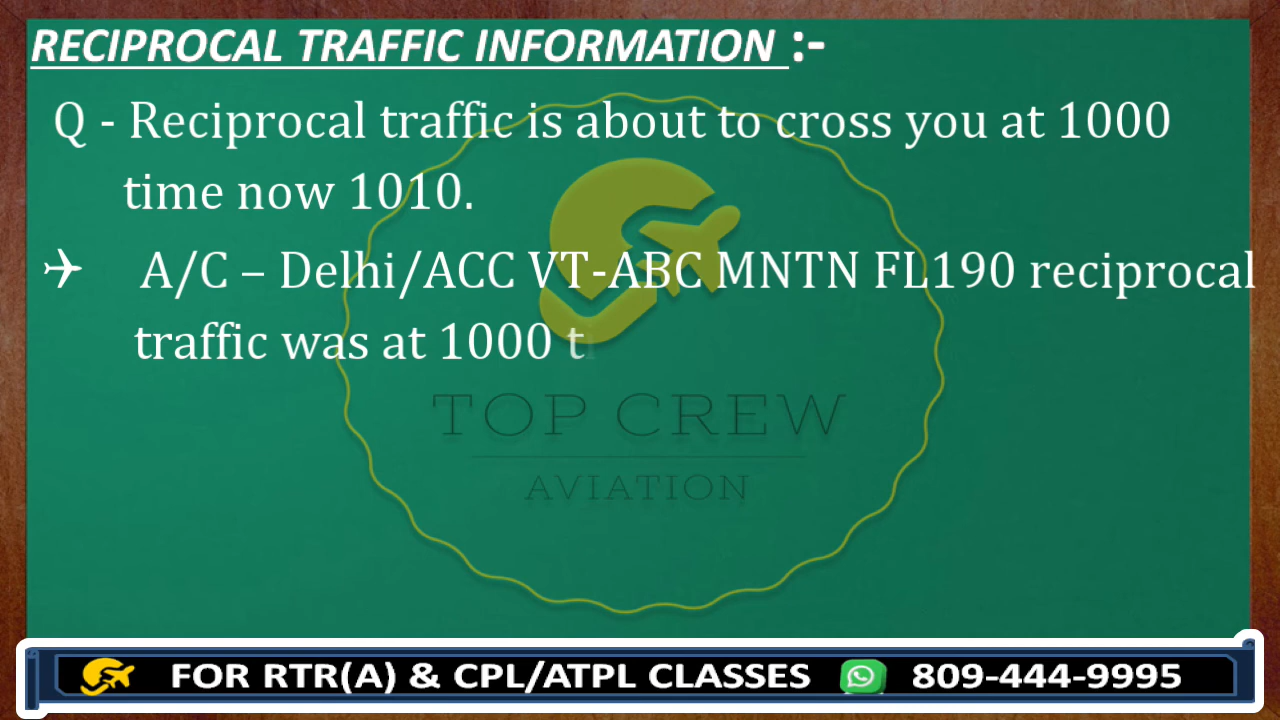 RECIPROCAL TRAFFIC INFORMATION :-
Q - Reciprocal traffic is about to cross you at 1000
time now 1010.
A/C – Delhi/ACC VT-ABC MNTN FL190 reciprocal
traffic was at 1000 t
TOP CREW
AVIATION
FOR RTR(A) & CPL/ATPL CLASSES 809-444-9995